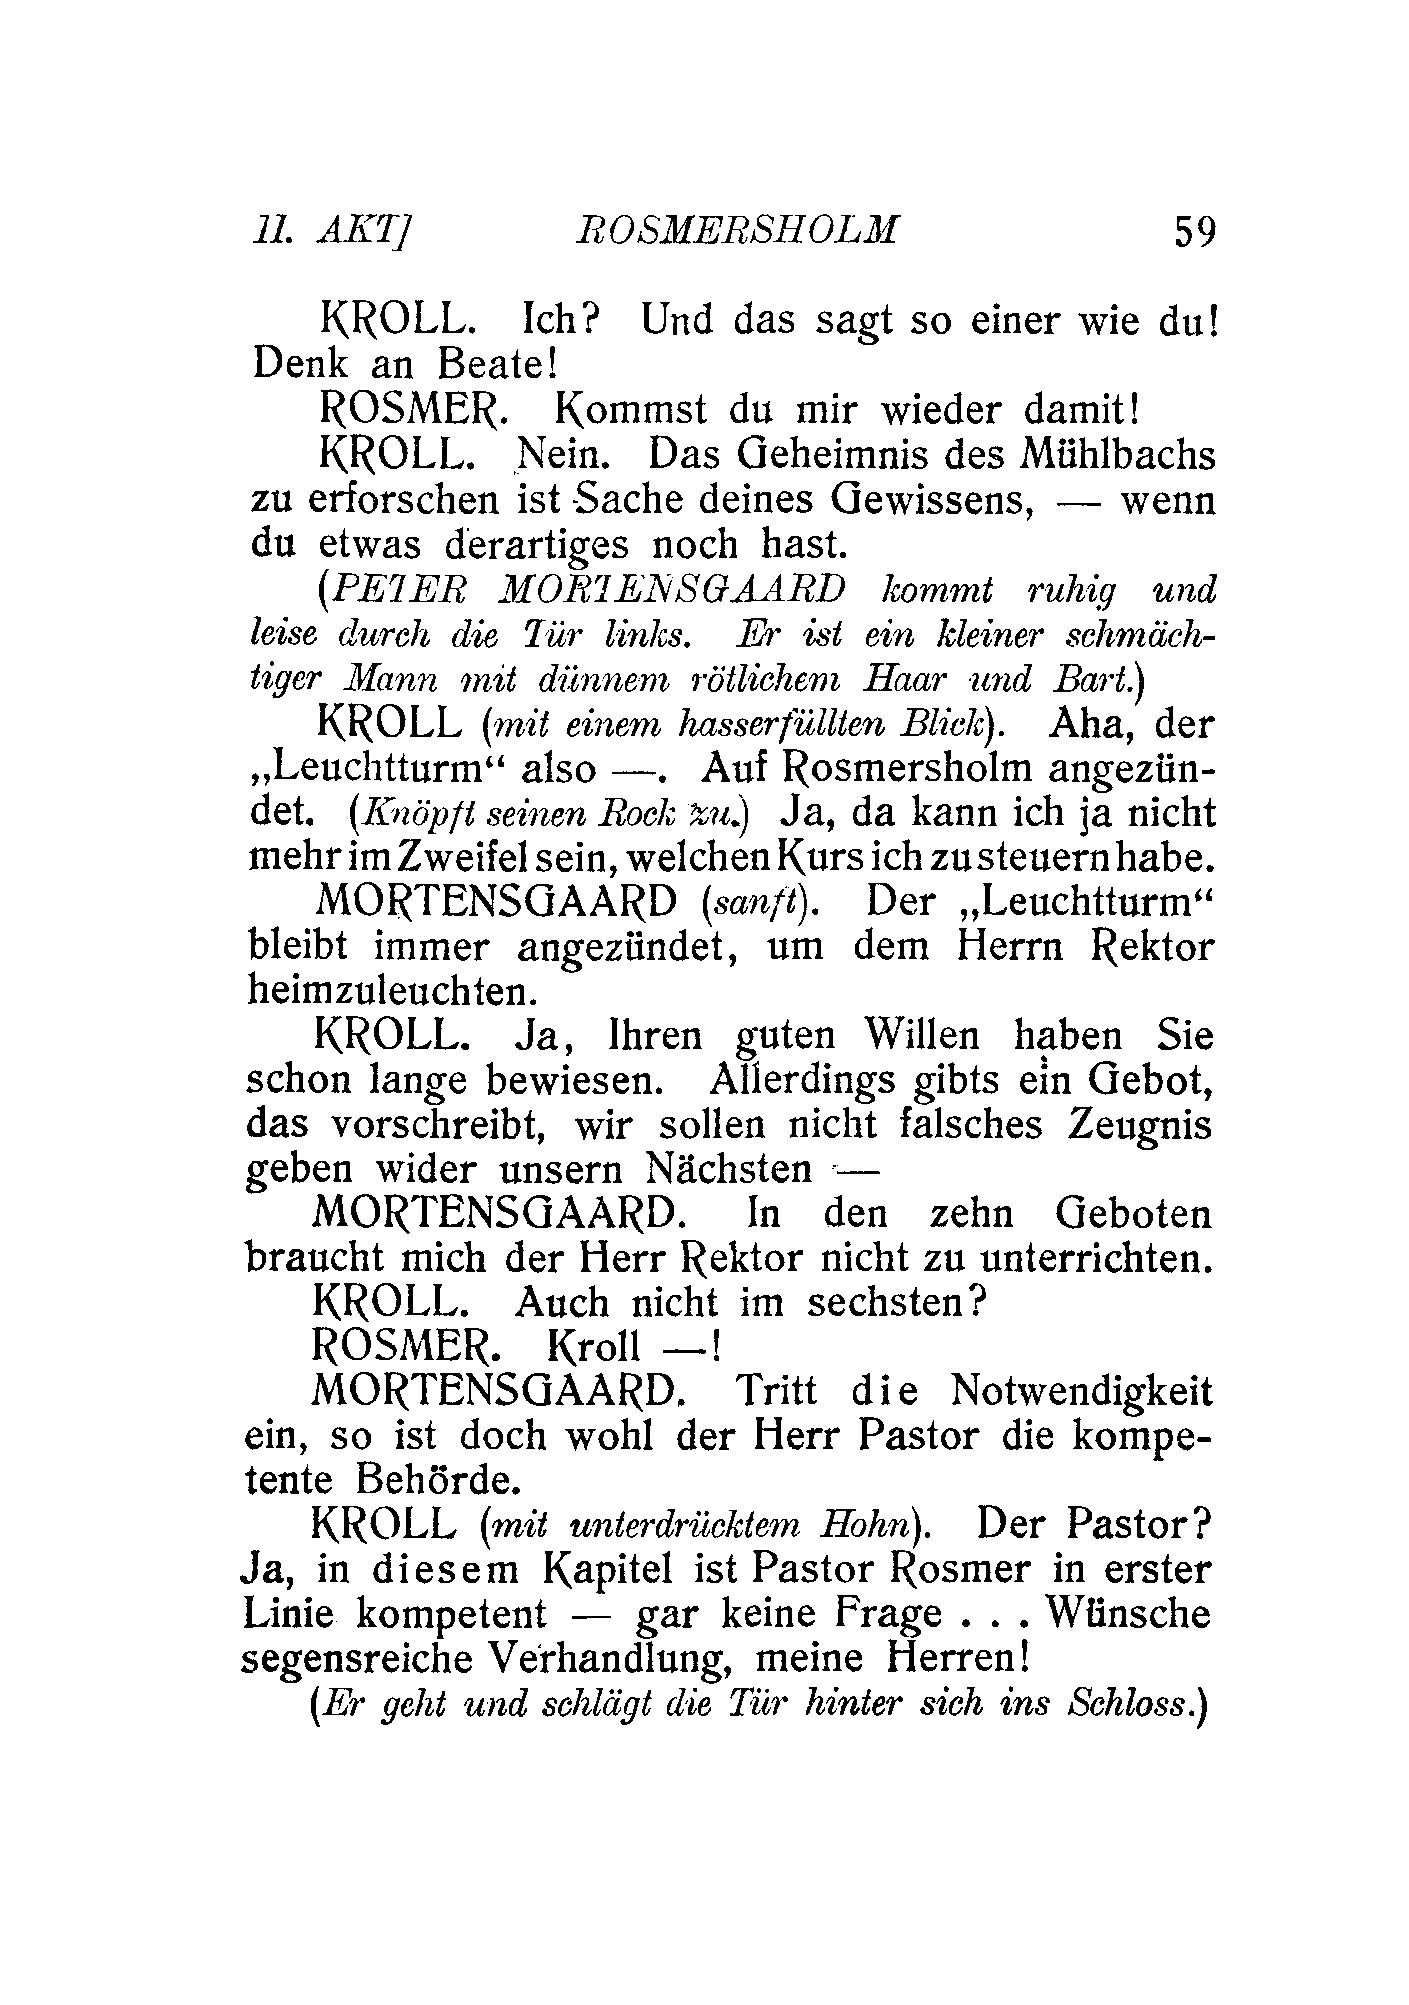 II. AKT] ROSMERSHOLM 59
KROLL. Ich? Und das sagt so einer wie du!
Denk an Beate!
ROSMER. Kommst du mir wieder damit!
KROLL. Nein. Das Geheimnis des Mühlbachs
zu erforschen ist Sache deines Gewissens, — wenn
du etwas derartiges noch hast.
(PETER MORTENSGAARD kommt ruhig und
leise durch die Tür links. Er ist ein kleiner schmäch-
tiger Mann mit dünnem rötlichem Haar und Bart.)
KROLL (mit einem hasserfüllten Blick). Aha, der
„Leuchtturm“ also —. Auf Rosmersholm angezün-
det. (Knöpft seinen Rock zu.) Ja, da kann ich ja nicht
mehr im Zweifel sein, welchen Kurs ich zu steuern habe.
MORTENSGAARD (sanft). Der „Leuchtturm“
bleibt immer angezündet, um dem Herrn Rektor
heimzuleuchten.
KROLL. Ja, Ihren guten Willen haben Sie
schon lange bewiesen. Allerdings gibts ein Gebot,
das vorschreibt, wir sollen nicht falsches Zeugnis
geben wider unsern Nächsten —
MORTENSGAARD. In den zehn Geboten
braucht mich der Herr Rektor nicht zu unterrichten.
KROLL. Auch nicht im sechsten?
ROSMER. Kroll —!
MORTENSGAARD. Tritt die Notwendigkeit
ein, so ist doch wohl der Herr Pastor die kompe-
tente Behörde.
KROLL (mit unterdrücktem Hohn). Der Pastor?
Ja, in diesem Kapitel ist Pastor Rosmer in erster
Linie kompetent — gar keine Frage . . . Wünsche
segensreiche Verhandlung, meine Herren!
(Er geht und schlägt die Tür hinter sich ins Schloss.)